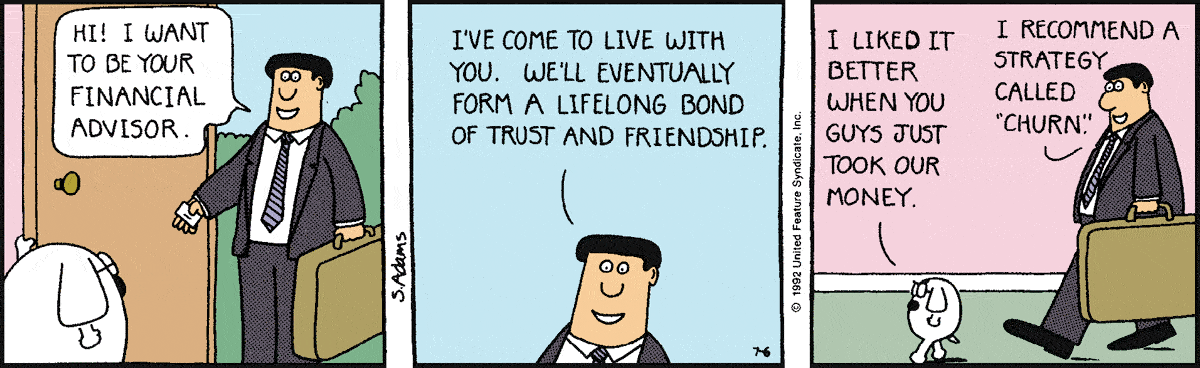 HI! I WANT
TO BE YOUR
FINANCIAL
ADVISOR.
S.Adams
I'VE COME TO LIVE WITH
YOU. WE'LL EVENTUALLY
FORM A LIFELONG BOND
OF TRUST AND FRIENDSHIP.
7-6
© 1992 United Feature Syndicate, Inc.
I LIKED IT
BETTER
WHEN YOU
GUYS JUST
TOOK OUR
MONEY.
I RECOMMEND A
STRATEGY
CALLED
"CHURN."